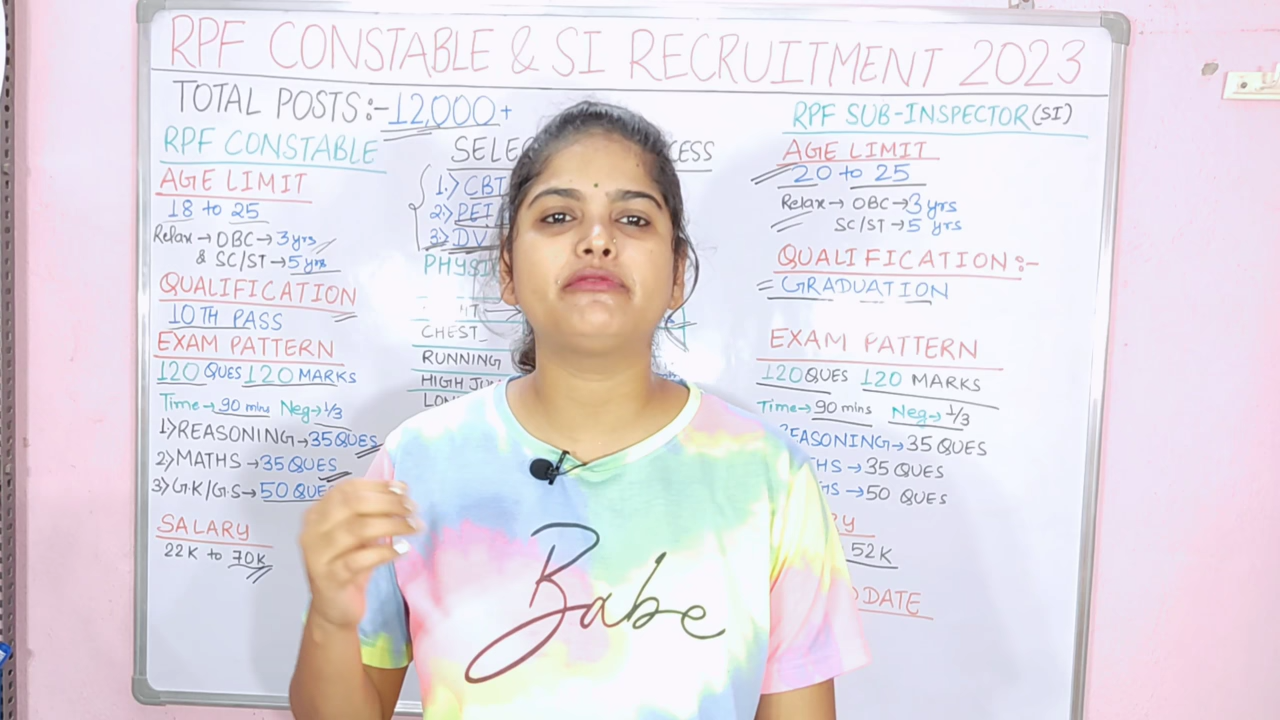 RPF CONSTABLE & SI RECRUITMENT 2023
TOTAL POSTS:-12,000+
RPF CONSTABLE
AGE LIMIT
18 to 25
Relax → OBC → 3 yrs
& SC/ST → 5 yrs
QUALIFICATION
10TH PASS
EXAM PATTERN
120 QUES 120 MARKS
Time → 90 mins Neg → 1/3
1) REASONING → 35 QUES
2) MATHS → 35 QUES
3) G.K/G.S → 50 QUE
SALARY
22K to 70K
1.) CBT
2.) PET
3.) DV
CHEST
RUNNING
HIGH
RPF SUB-INSPECTOR (SI)
AGE LIMIT
20 to 25
Relax → OBC → 3 yrs
SC/ST → 5 yrs
QUALIFICATION :-
= GRADUATION
EXAM PATTERN
120 QUES 120 MARKS
Time → 90 mins Neg → 1/3
EASONING → 35 QUES
HS → 35 QUES
→ 50 QUES
52K
DATE
Babe